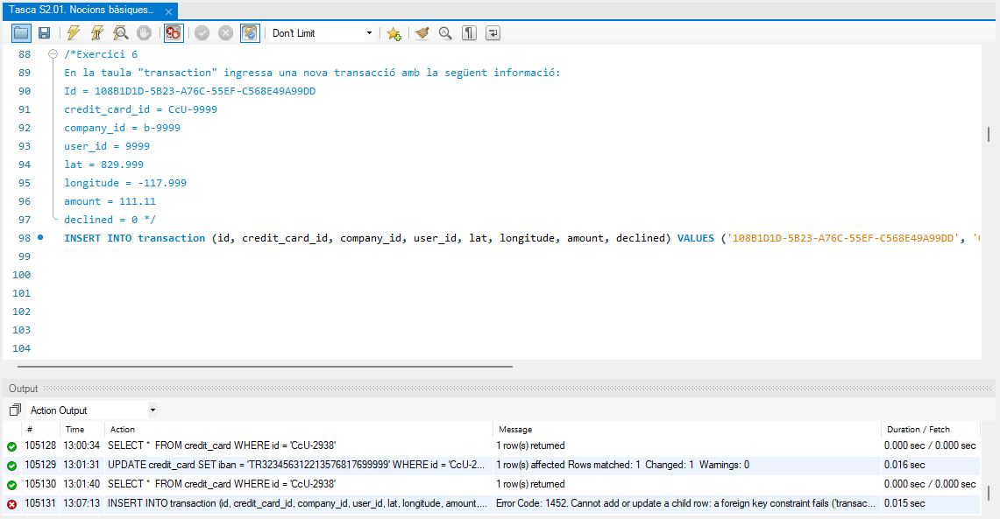 Tasca S2.01. Nocions bàsiques...
Don't Limit
88 /*Exercici 6
89 En la taula "transaction" ingressa una nova transacció amb la següent informació:
90 Id = 108B1D1D-5B23-A76C-55EF-C568E49A99DD
91 credit_card_id = CcU-9999
92 company_id = b-9999
93 user_id = 9999
94 lat = 829.999
95 longitude = -117.999
96 amount = 111.11
97 declined = 0 */
98 INSERT INTO transaction (id, credit_card_id, company_id, user_id, lat, longitude, amount, declined) VALUES ('108B1D1D-5B23-A76C-55EF-C568E49A99DD', '
99
100
101
102
103
104
Output
Action Output
# Time Action Message Duration / Fetch
105128 13:00:34 SELECT * FROM credit_card WHERE id = 'CcU-2938' 1 row(s) returned 0.000 sec / 0.000 sec
105129 13:01:31 UPDATE credit_card SET iban = 'TR323456312213576817699999' WHERE id = 'CcU-2... 1 row(s) affected Rows matched: 1 Changed: 1 Warnings: 0 0.016 sec
105130 13:01:40 SELECT * FROM credit_card WHERE id = 'CcU-2938' 1 row(s) returned 0.000 sec / 0.000 sec
105131 13:07:13 INSERT INTO transaction (id, credit_card_id, company_id, user_id, lat, longitude, amount,... Error Code: 1452. Cannot add or update a child row: a foreign key constraint fails (`transac... 0.015 sec